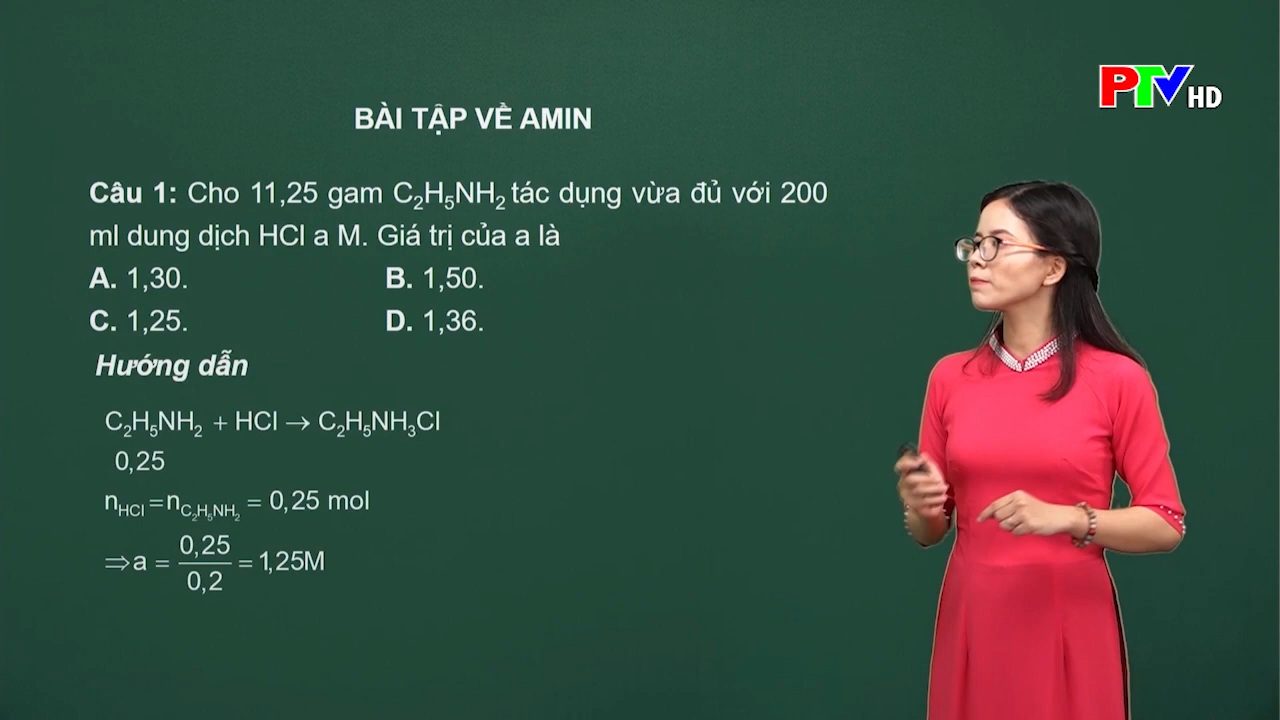 PTV HD
BÀI TẬP VỀ AMIN
Câu 1: Cho 11,25 gam C₂H₅NH₂ tác dụng vừa đủ với 200
ml dung dịch HCl a M. Giá trị của a là
A. 1,30. B. 1,50.
C. 1,25. D. 1,36.
Hướng dẫn
C₂H₅NH₂ + HCl → C₂H₅NH₃Cl
0,25
n_HCl = n_C₂H₅NH₂ = 0,25 mol
⇒ a = 0,25/0,2 = 1,25M